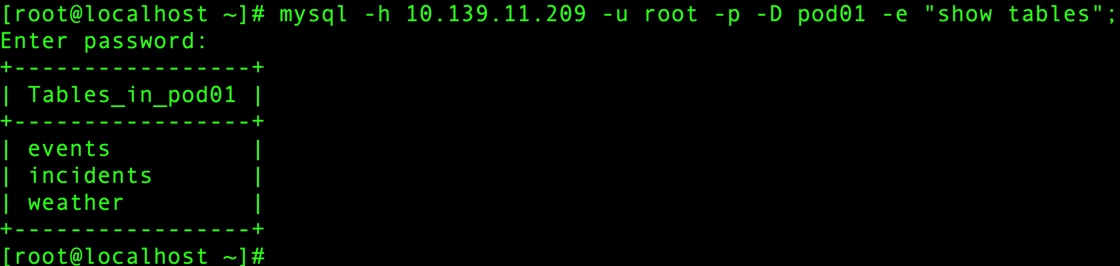 [root@localhost ~]# mysql -h 10.139.11.209 -u root -p -D pod01 -e "show tables";
Enter password:
+-----------------+
| Tables_in_pod01 |
+-----------------+
| events          |
| incidents       |
| weather         |
+-----------------+
[root@localhost ~]#